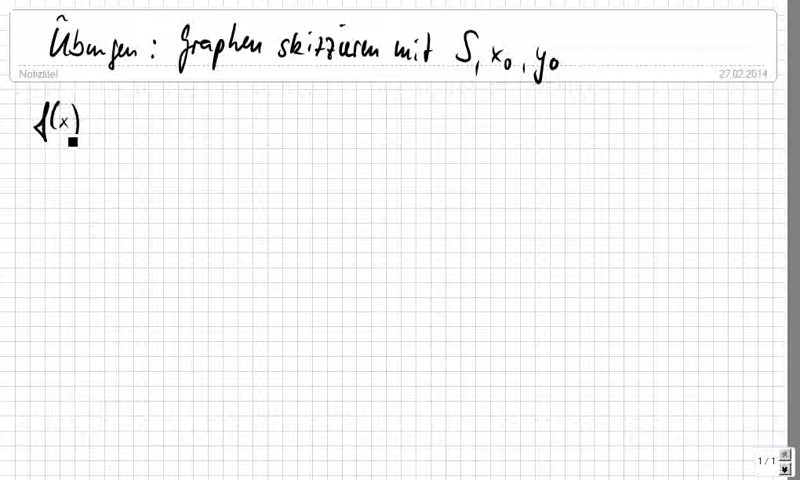 Übungen: Graphen skizzieren mit S, x₀, y₀
Notiztitel 27.02.2014
f(x)
1/1